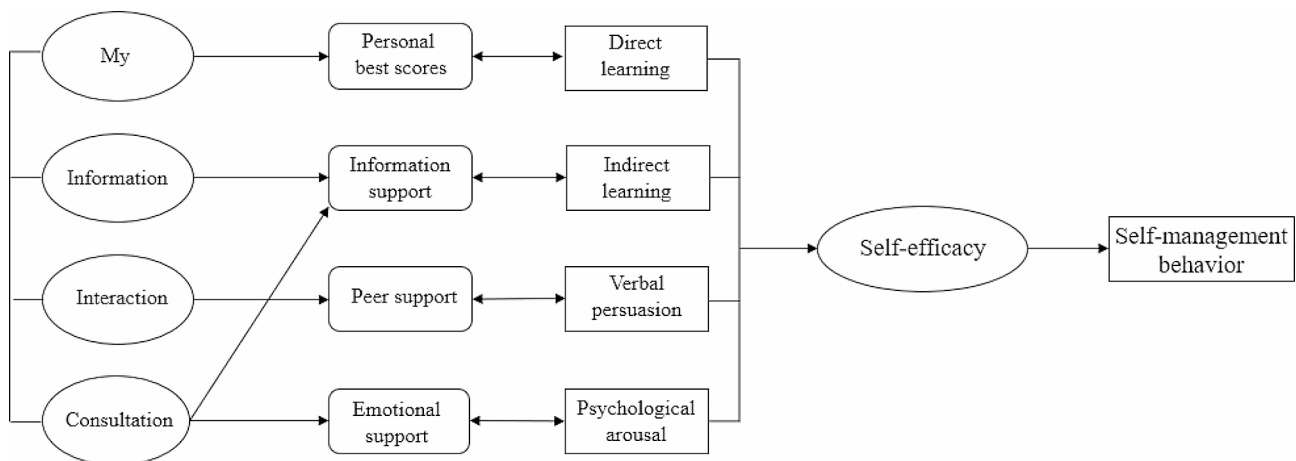 My
Personal
best scores
Direct
learning
Information
Information
support
Indirect
learning
Self-efficacy
Self-management
behavior
Interaction
Peer support
Verbal
persuasion
Consultation
Emotional
support
Psychological
arousal